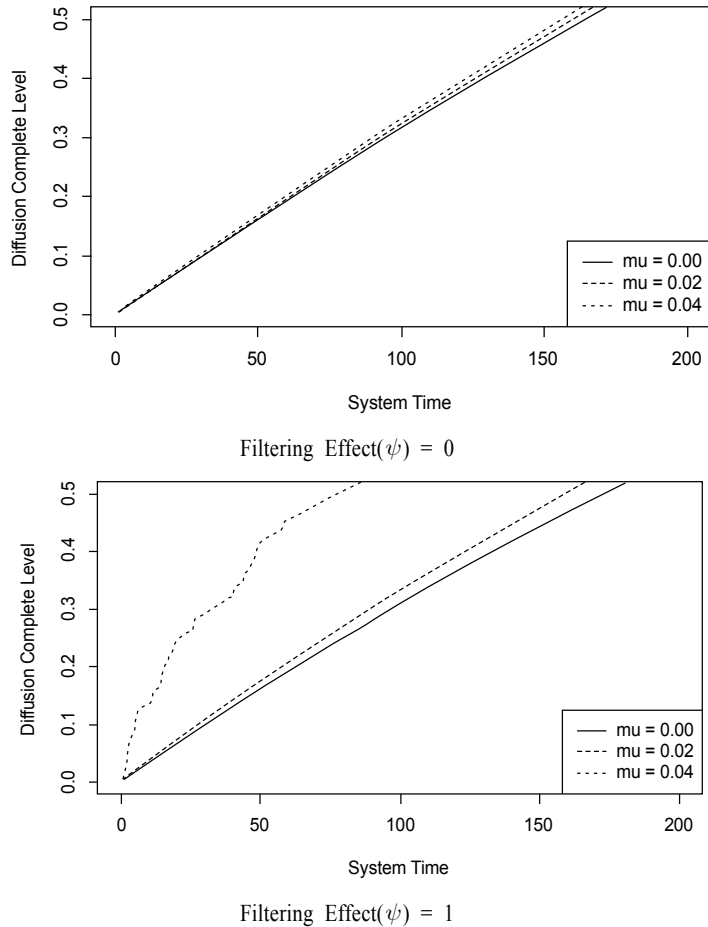 Diffusion Complete Level
0.5
0.4
0.3
0.2
0.1
0.0
mu = 0.00
mu = 0.02
mu = 0.04
0 50 100 150 200
System Time
Filtering Effect(ψ) = 0
Diffusion Complete Level
0.5
0.4
0.3
0.2
0.1
0.0
mu = 0.00
mu = 0.02
mu = 0.04
0 50 100 150 200
System Time
Filtering Effect(ψ) = 1